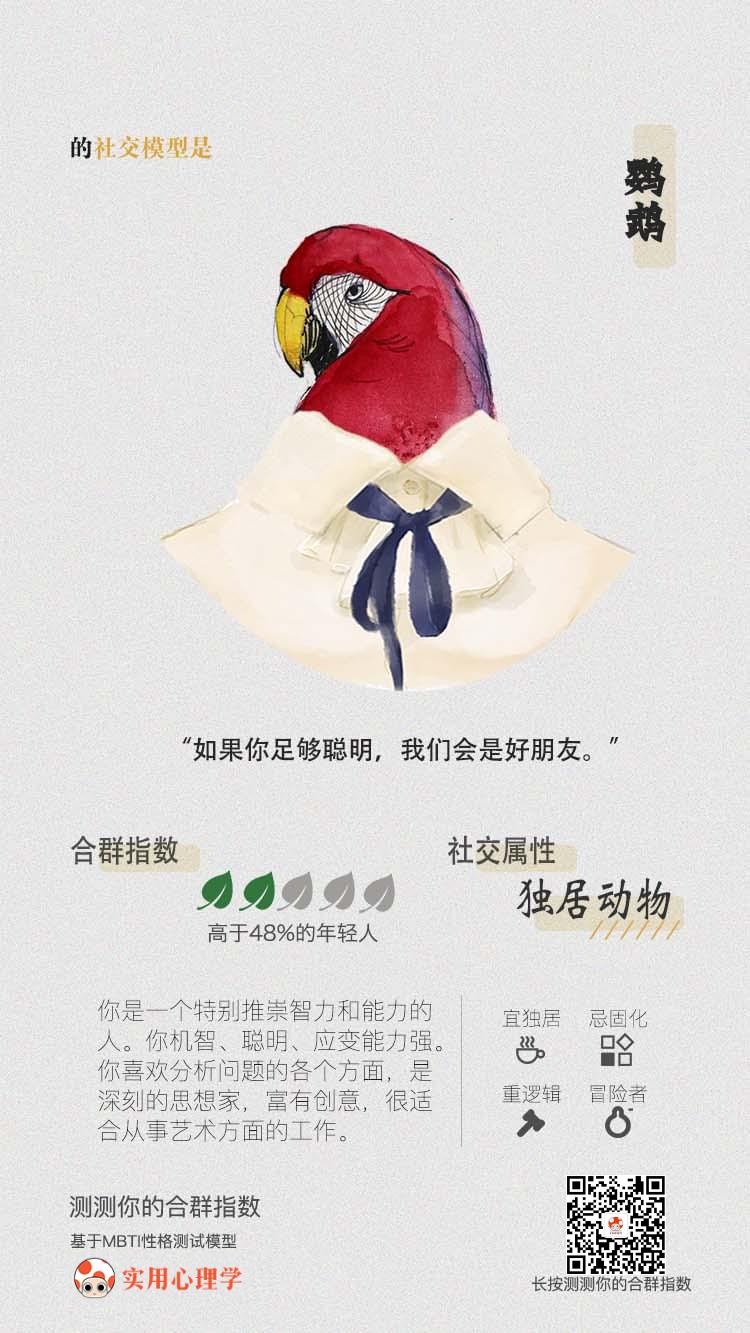 的社交模型是
鹦鹉
“如果你足够聪明，我们会是好朋友。”
合群指数
高于48%的年轻人
社交属性
独居动物
你是一个特别推崇智力和能力的
人。你机智、聪明、应变能力强。
你喜欢分析问题的各个方面，是
深刻的思想家，富有创意，很适
合从事艺术方面的工作。
宜独居 忌固化
重逻辑 冒险者
测测你的合群指数
基于MBTI性格测试模型
实用心理学
长按测测你的合群指数